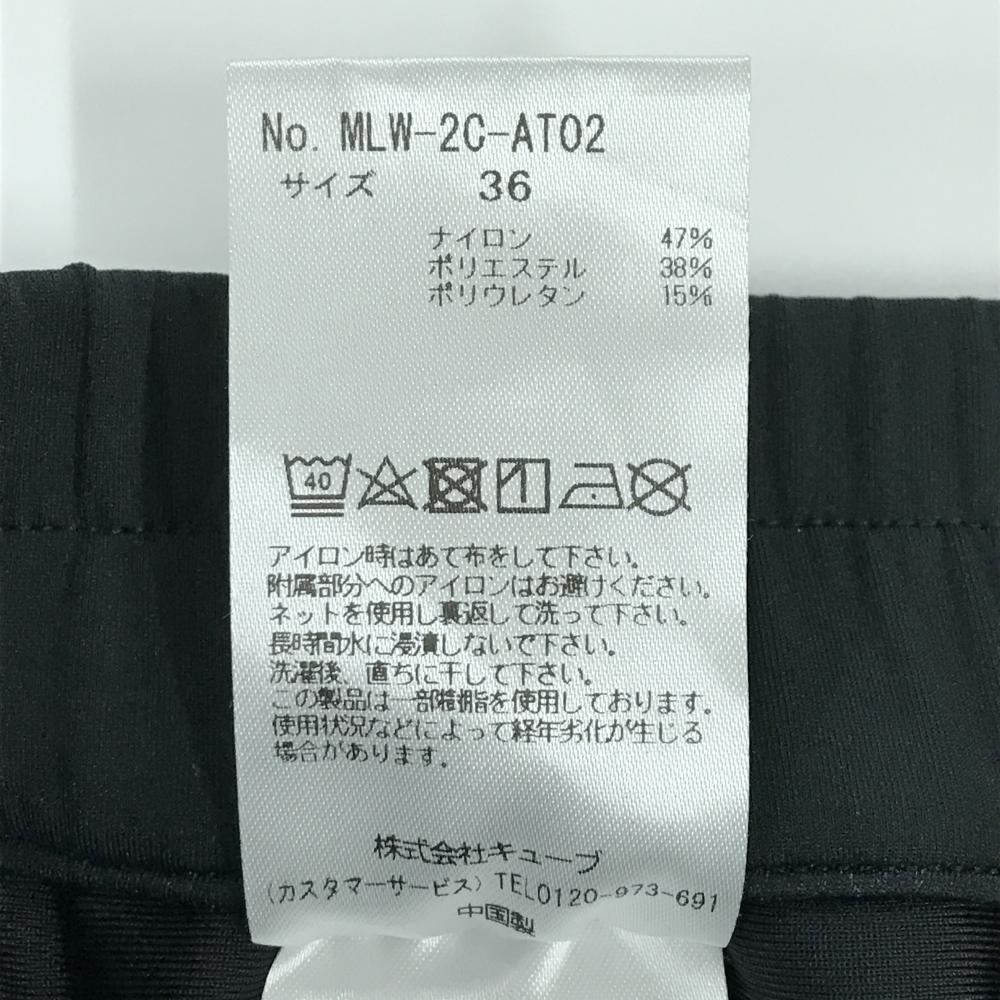 No. MLW-2C-AT02
サイズ 36
ナイロン 47%
ポリエステル 38%
ポリウレタン 15%
40
アイロン時はあて布をして下さい。
附属部分へのアイロンはお避けください。
ネットを使用し裏返して洗って下さい。
長時間水に浸漬しないで下さい。
洗濯後、直ちに干して下さい。
この製品は一部樹脂を使用しております。
使用状況などによって経年劣化が生じる
場合があります。
株式会社キューブ
(カスタマーサービス) TEL0120-973-691
中国製